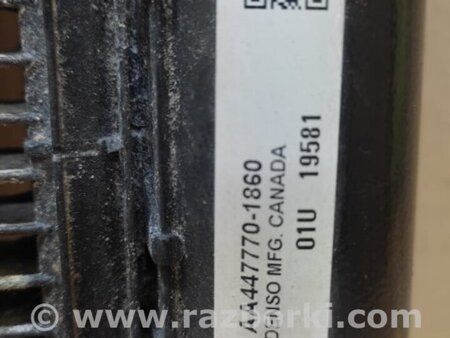 AA447770-1860
DENSO MFG. CANADA
01U 19581
www.razborki.com